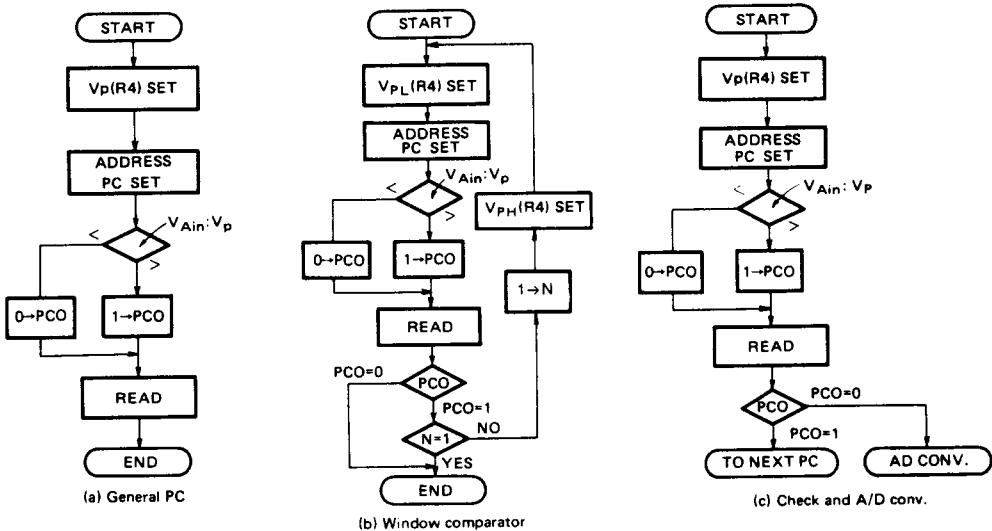 START
Vp(R4) SET
ADDRESS
PC SET
VAin:Vp
<
>
0→PCO
1→PCO
READ
END
(a) General PC
START
VPL(R4) SET
ADDRESS
PC SET
VAin:Vp
<
>
0→PCO
1→PCO
VPH(R4) SET
1→N
READ
PCO=0
PCO
PCO=1
N=1
NO
YES
END
(b) Window comparator
START
Vp(R4) SET
ADDRESS
PC SET
VAin:VP
<
>
0→PCO
1→PCO
READ
PCO
PCO=0
PCO=1
TO NEXT PC
AD CONV.
(c) Check and A/D conv.